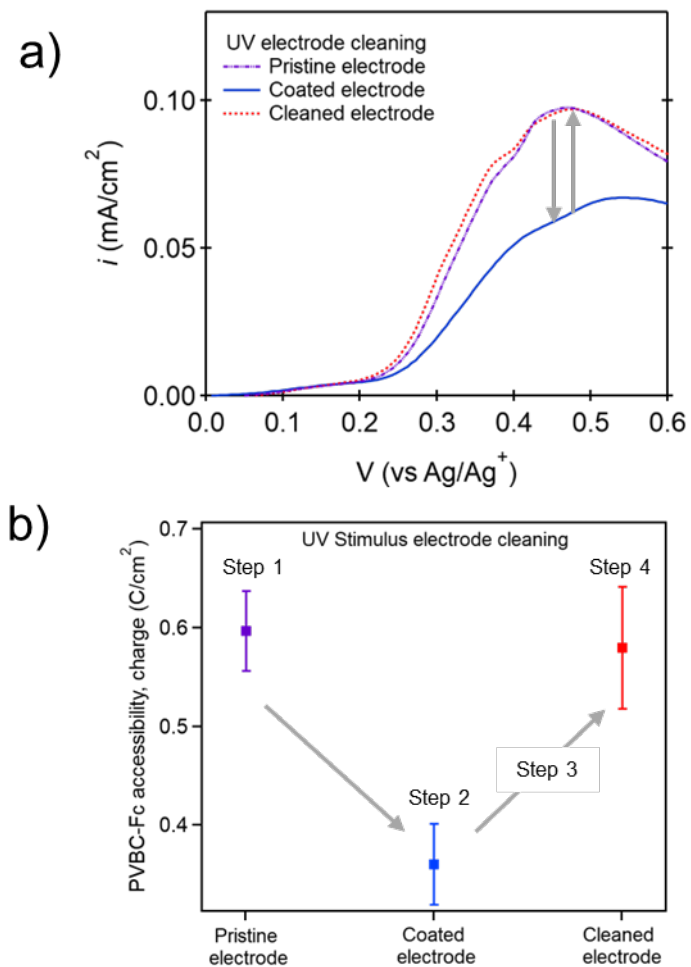 a)
UV electrode cleaning
Pristine electrode
Coated electrode
Cleaned electrode
0.10
0.05
0.00
i (mA/cm²)
0.0 0.1 0.2 0.3 0.4 0.5 0.6
V (vs Ag/Ag⁺)
b)
0.7
0.6
0.5
0.4
PVBC-Fc accessibility, charge (C/cm²)
UV Stimulus electrode cleaning
Step 1
Step 4
Step 3
Step 2
Pristine
electrode
Coated
electrode
Cleaned
electrode